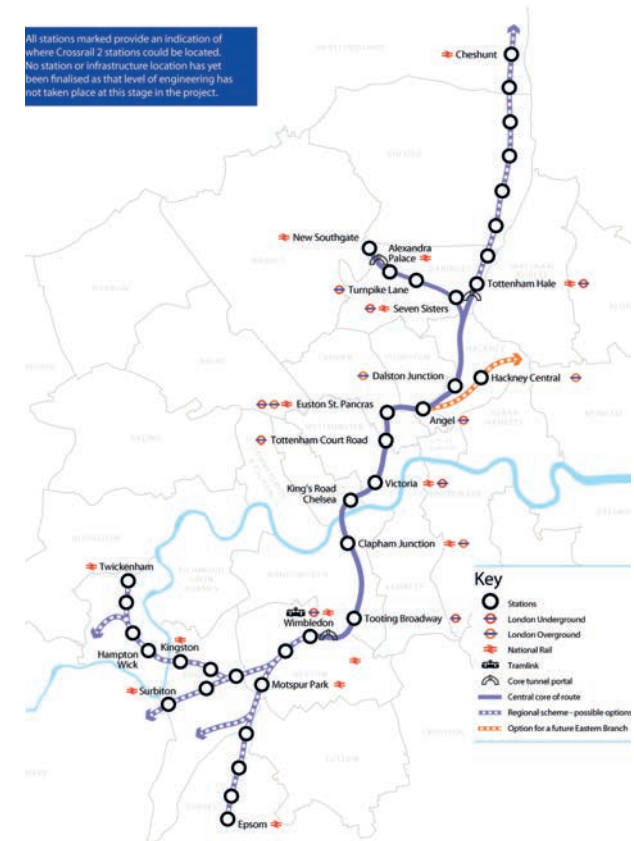 All stations marked provide an indication of
where Crossrail 2 stations could be located.
No station or infrastructure location has yet
been finalised as that level of engineering has
not taken place at this stage in the project.
Cheshunt
New Southgate
Alexandra
Palace
Turnpike Lane
Tottenham Hale
Seven Sisters
HACKNEY
Dalston Junction
Hackney Central
Euston St. Pancras
Angel
Tottenham Court Road
Victoria
King's Road
Chelsea
Clapham Junction
Twickenham
Wimbledon
Tooting Broadway
Hampton
Wick
Kingston
Surbiton
Motspur Park
Epsom
Key
Stations
London Underground
London Overground
National Rail
Tramlink
Core tunnel portal
Central core of route
Regional scheme - possible options
Option for a future Eastern Branch